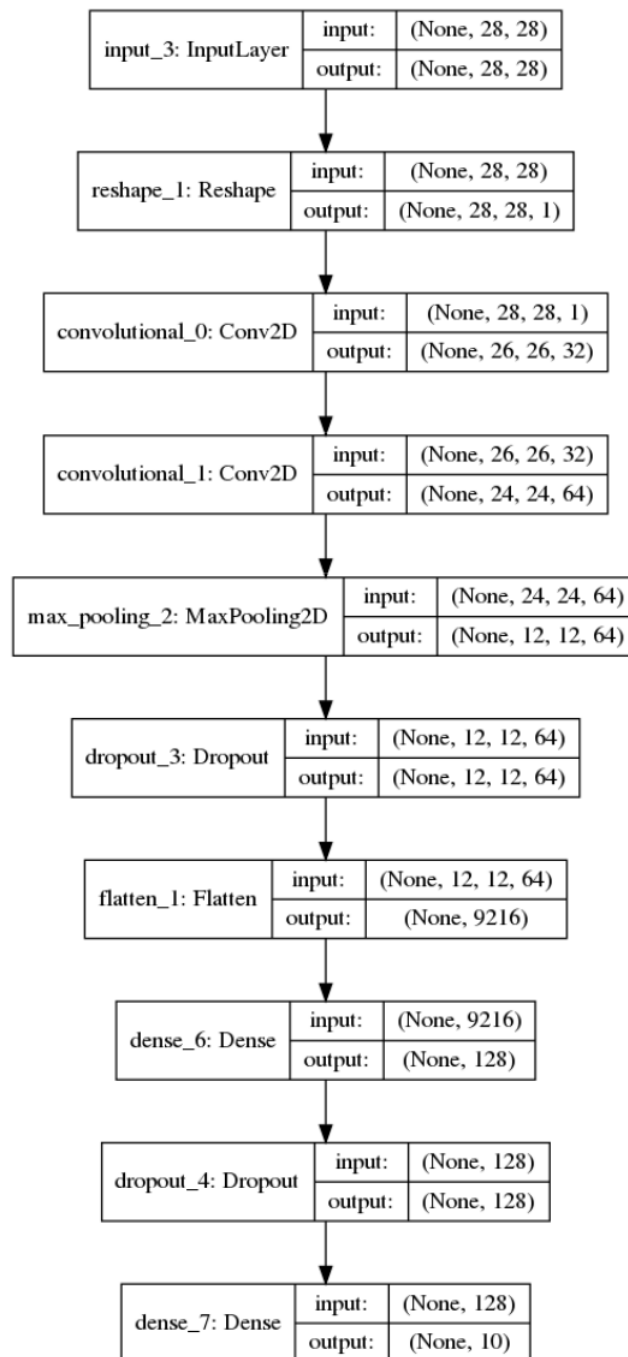 input_3: InputLayer
input: (None, 28, 28)
output: (None, 28, 28)
reshape_1: Reshape
input: (None, 28, 28)
output: (None, 28, 28, 1)
convolutional_0: Conv2D
input: (None, 28, 28, 1)
output: (None, 26, 26, 32)
convolutional_1: Conv2D
input: (None, 26, 26, 32)
output: (None, 24, 24, 64)
max_pooling_2: MaxPooling2D
input: (None, 24, 24, 64)
output: (None, 12, 12, 64)
dropout_3: Dropout
input: (None, 12, 12, 64)
output: (None, 12, 12, 64)
flatten_1: Flatten
input: (None, 12, 12, 64)
output: (None, 9216)
dense_6: Dense
input: (None, 9216)
output: (None, 128)
dropout_4: Dropout
input: (None, 128)
output: (None, 128)
dense_7: Dense
input: (None, 128)
output: (None, 10)